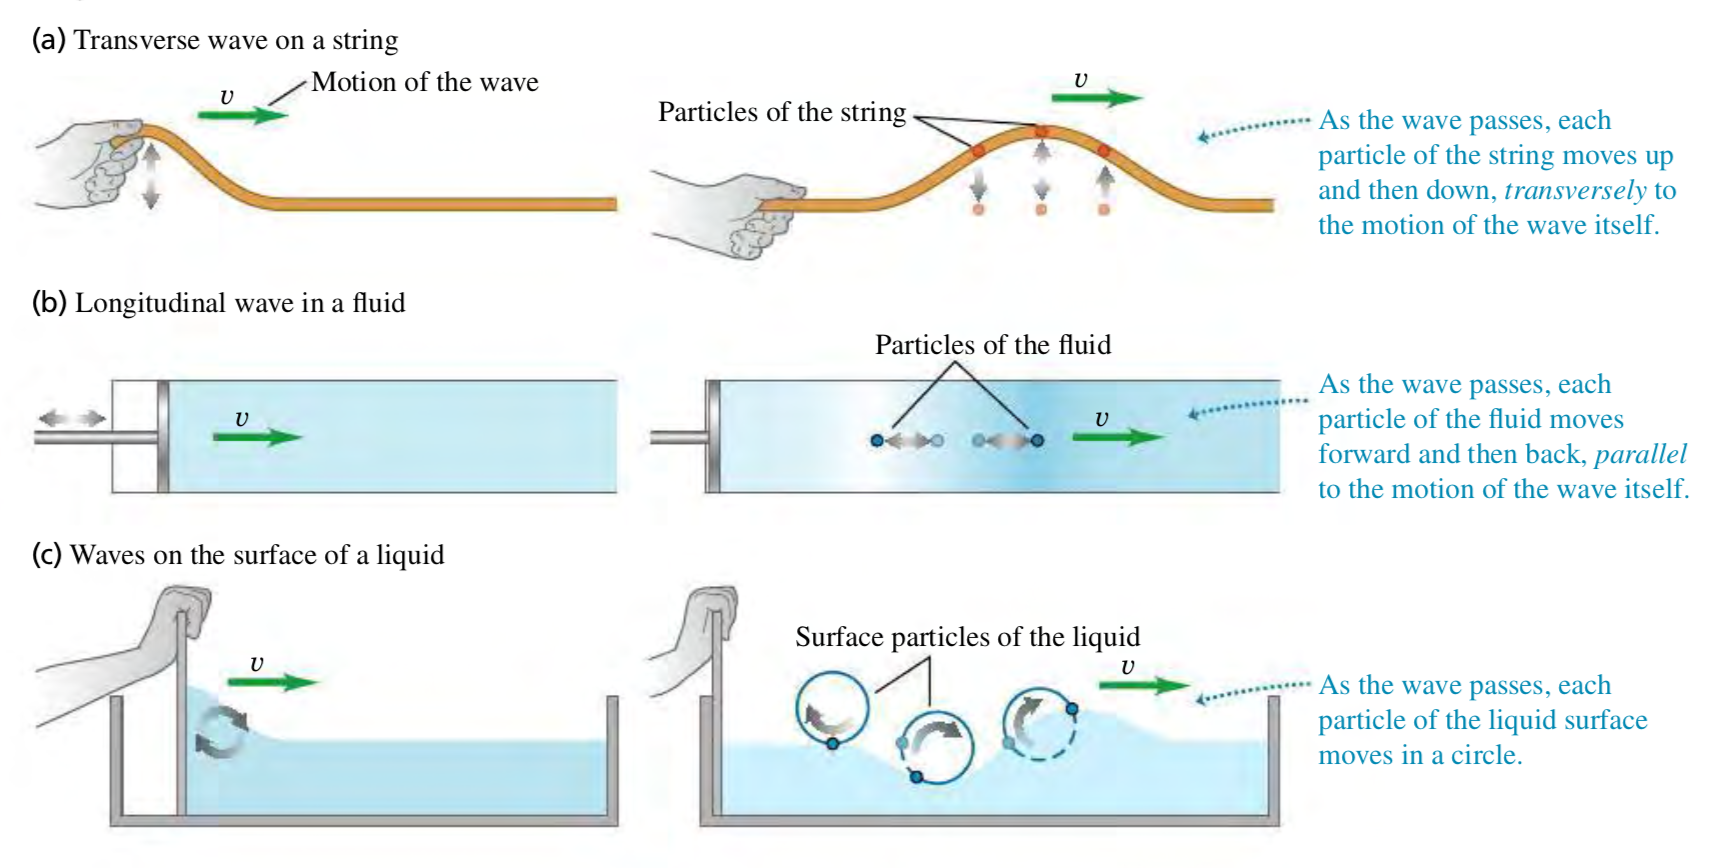 (a) Transverse wave on a string
v
Motion of the wave
Particles of the string
v
As the wave passes, each
particle of the string moves up
and then down, transversely to
the motion of the wave itself.
(b) Longitudinal wave in a fluid
v
Particles of the fluid
v
As the wave passes, each
particle of the fluid moves
forward and then back, parallel
to the motion of the wave itself.
(c) Waves on the surface of a liquid
v
Surface particles of the liquid
v
As the wave passes, each
particle of the liquid surface
moves in a circle.